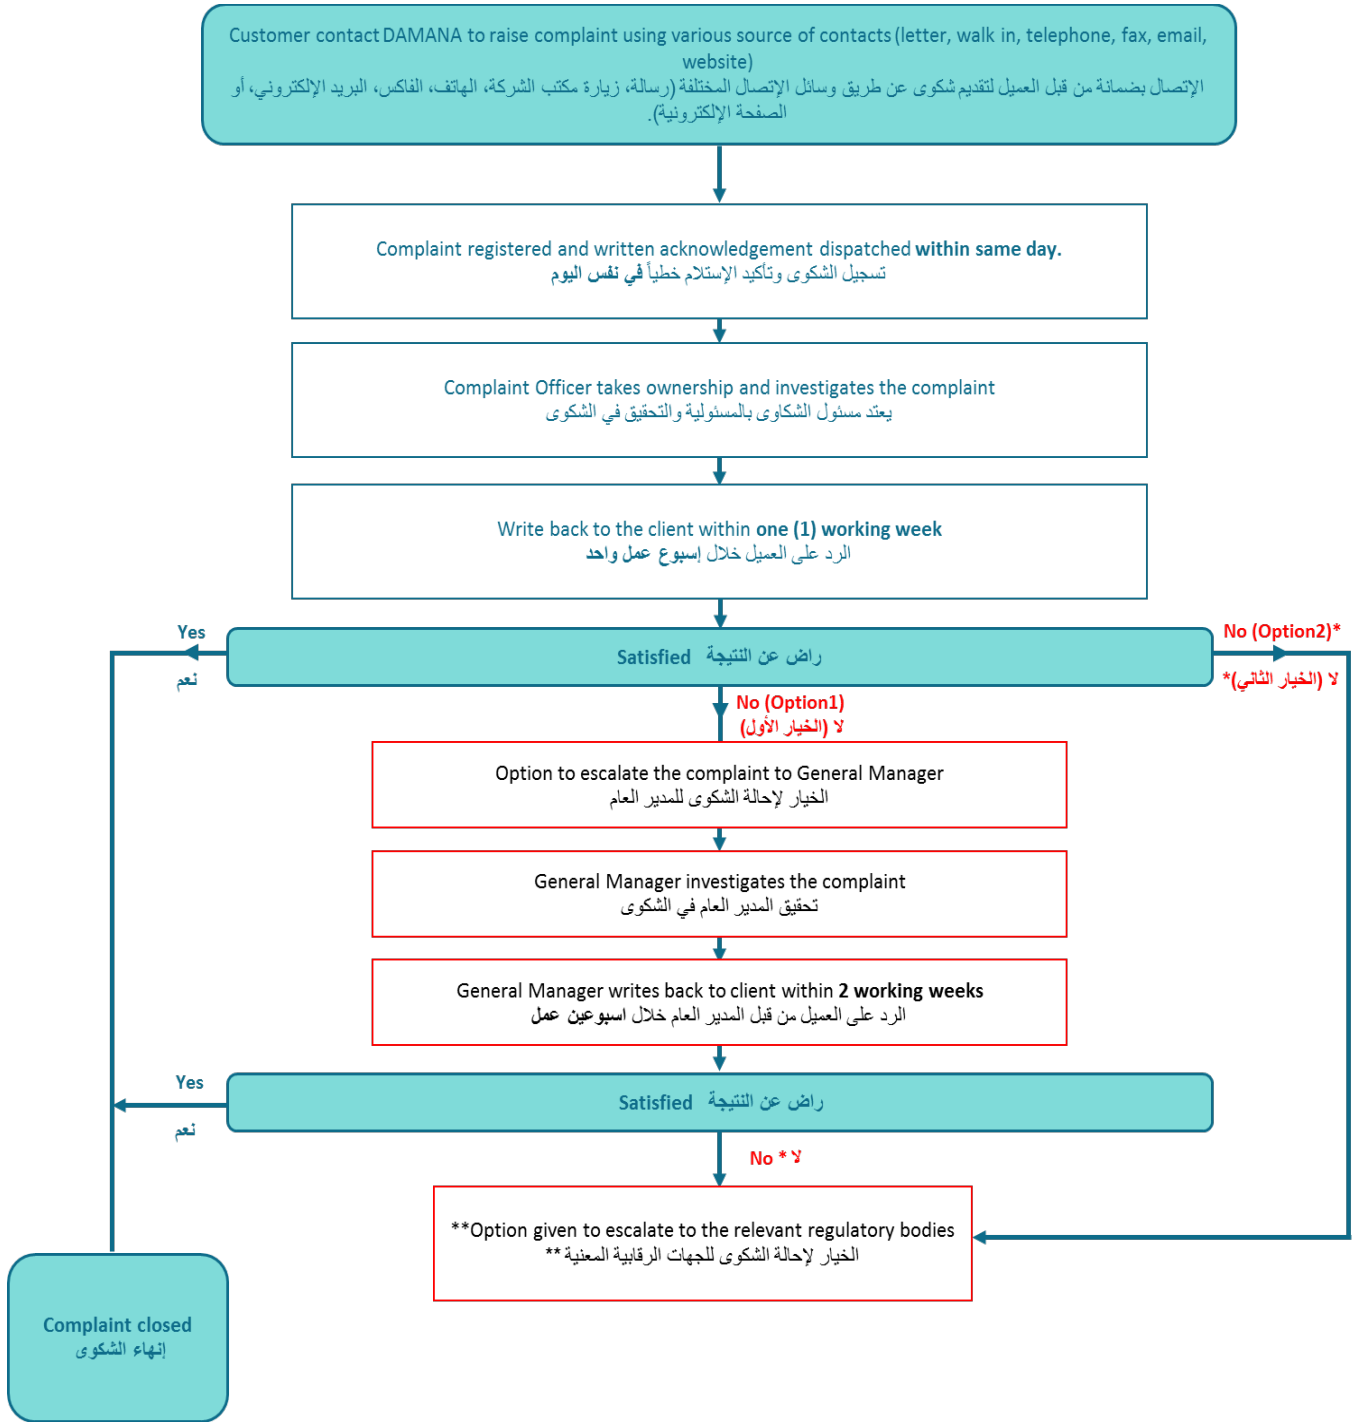 Customer contact DAMANA to raise complaint using various source of contacts (letter, walk in, telephone, fax, email,
website)
الإتصال بضمانة من قبل العميل لتقديم شكوى عن طريق وسائل الإتصال المختلفة (رسالة، زيارة مكتب الشركة، الهاتف، الفاكس، البريد الإلكتروني، أو
الصفحة الإلكترونية).
Complaint registered and written acknowledgement dispatched within same day.
تسجيل الشكوى وتأكيد الإستلام خطياً في نفس اليوم
Complaint Officer takes ownership and investigates the complaint
يعتد مسئول الشكاوى بالمسئولية والتحقيق في الشكوى
Write back to the client within one (1) working week
الرد على العميل خلال إسبوع عمل واحد
Yes
نعم
Satisfied راض عن النتيجة
No (Option2)*
لا (الخيار الثاني)*
No (Option1)
لا (الخيار الأول)
Option to escalate the complaint to General Manager
الخيار لإحالة الشكوى للمدير العام
General Manager investigates the complaint
تحقيق المدير العام في الشكوى
General Manager writes back to client within 2 working weeks
الرد على العميل من قبل المدير العام خلال اسبوعين عمل
Yes
نعم
Satisfied راض عن النتيجة
No * لا
**Option given to escalate to the relevant regulatory bodies
الخيار لإحالة الشكوى للجهات الرقابية المعنية **
Complaint closed
إنهاء الشكوى